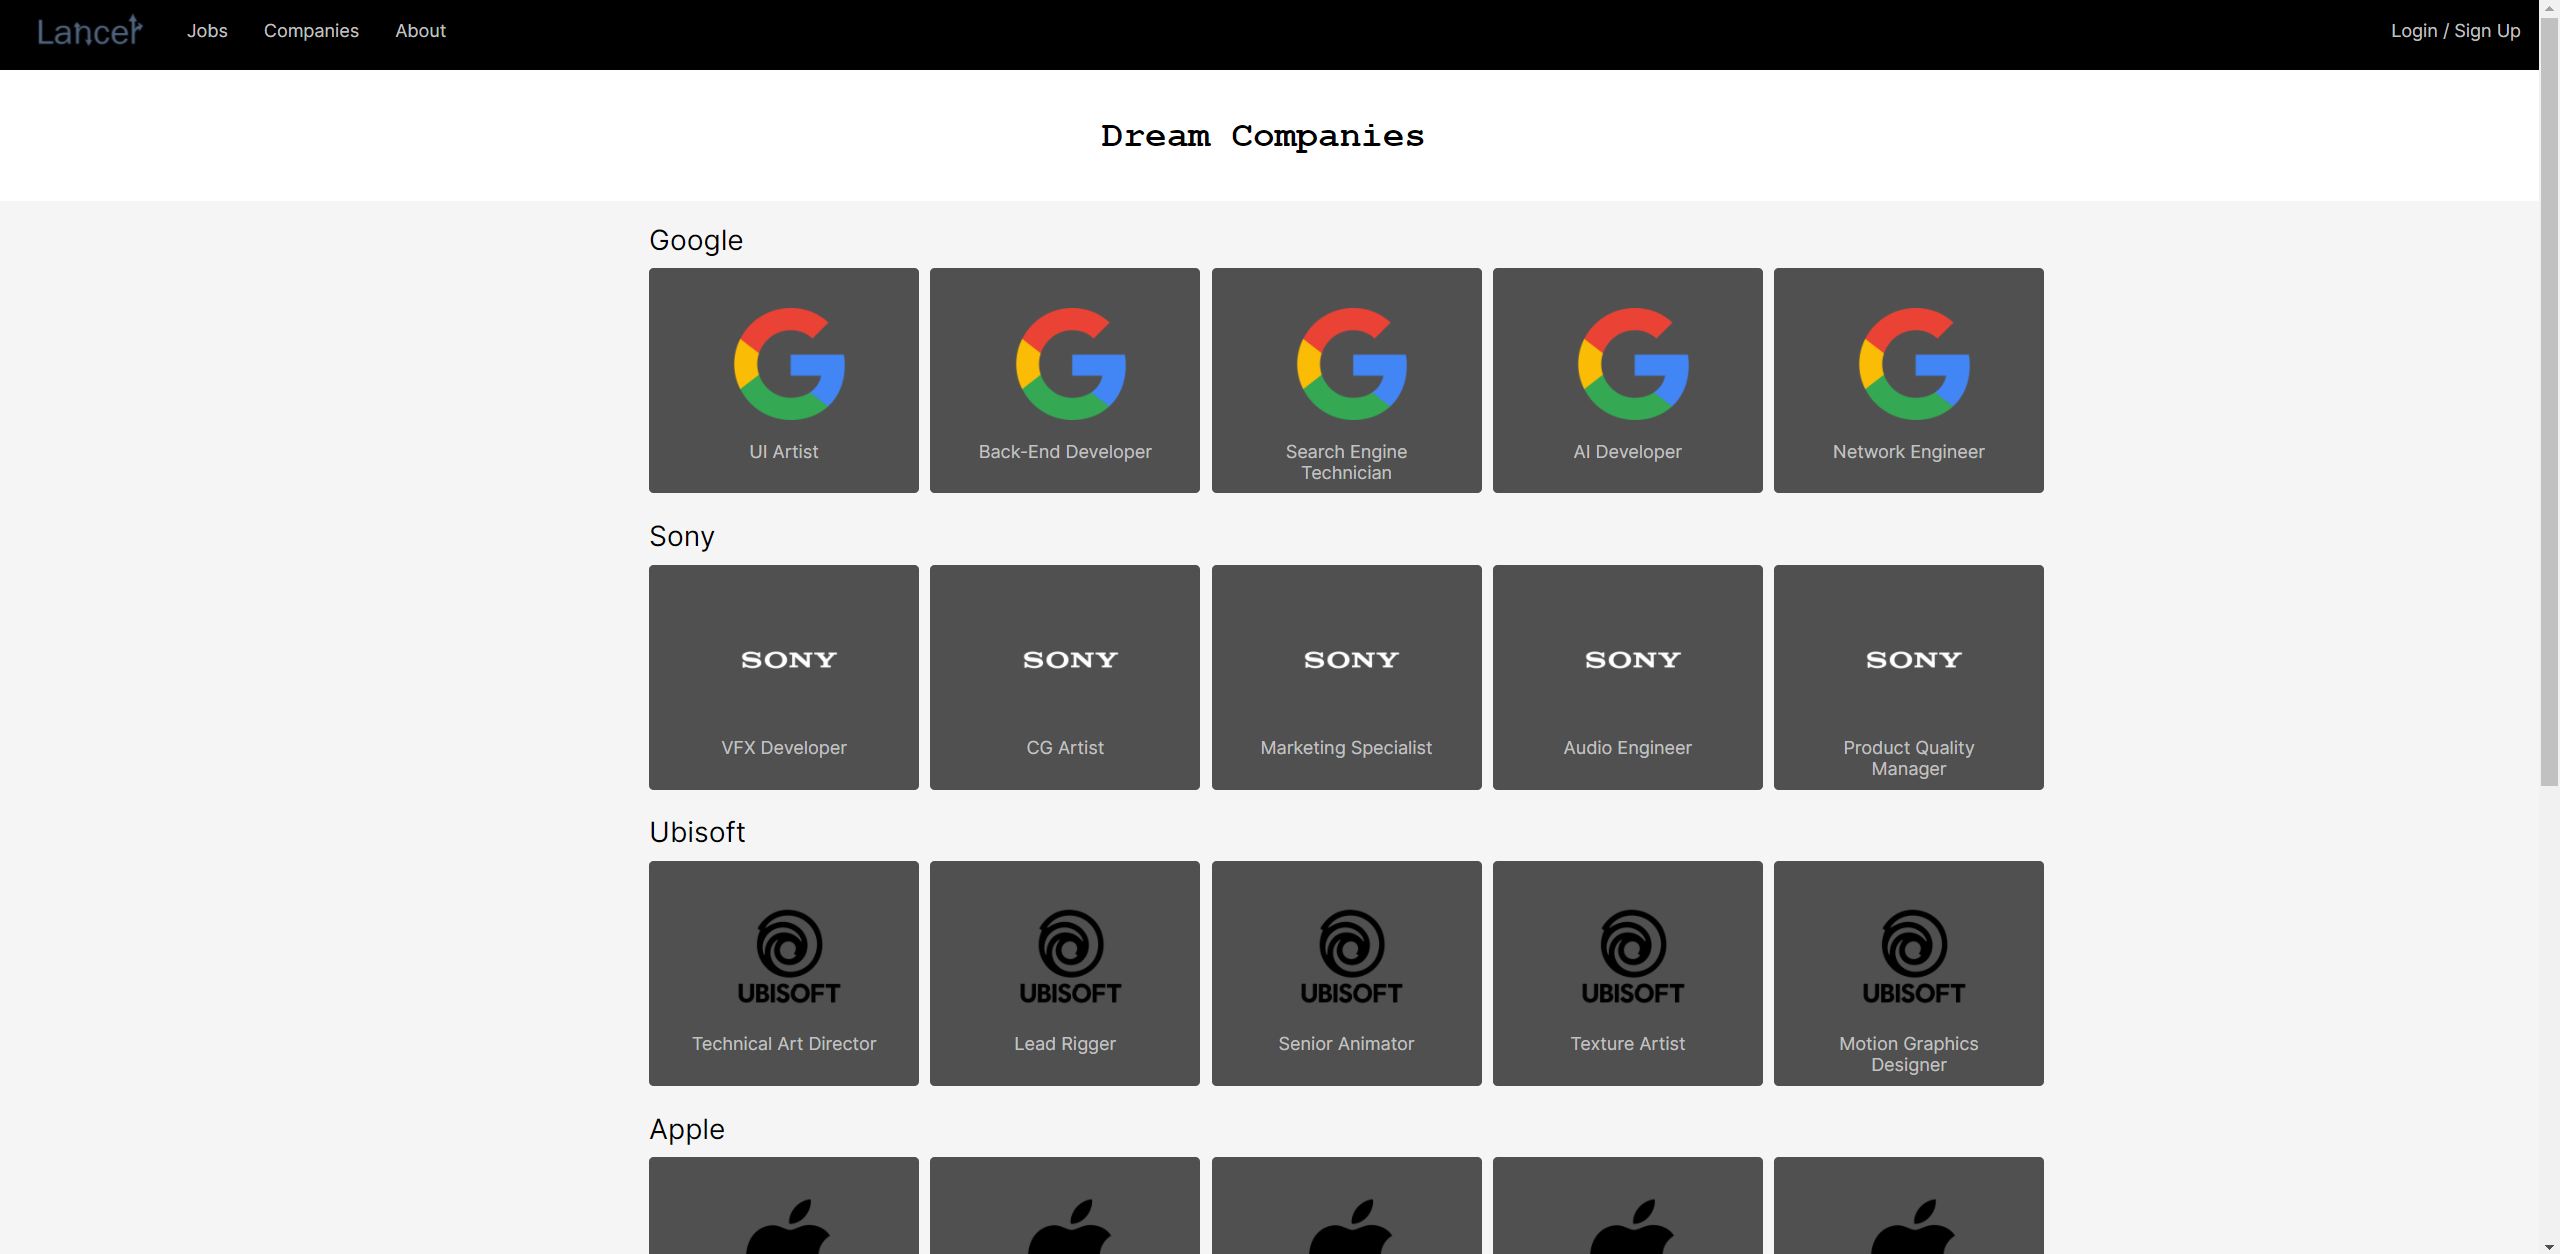 Lancer Jobs Companies About Login / Sign Up
Dream Companies
Google
UI Artist
Back-End Developer
Search Engine
Technician
AI Developer
Network Engineer
Sony
SONY SONY SONY SONY SONY
VFX Developer
CG Artist
Marketing Specialist
Audio Engineer
Product Quality
Manager
Ubisoft
UBISOFT UBISOFT UBISOFT UBISOFT UBISOFT
Technical Art Director
Lead Rigger
Senior Animator
Texture Artist
Motion Graphics
Designer
Apple